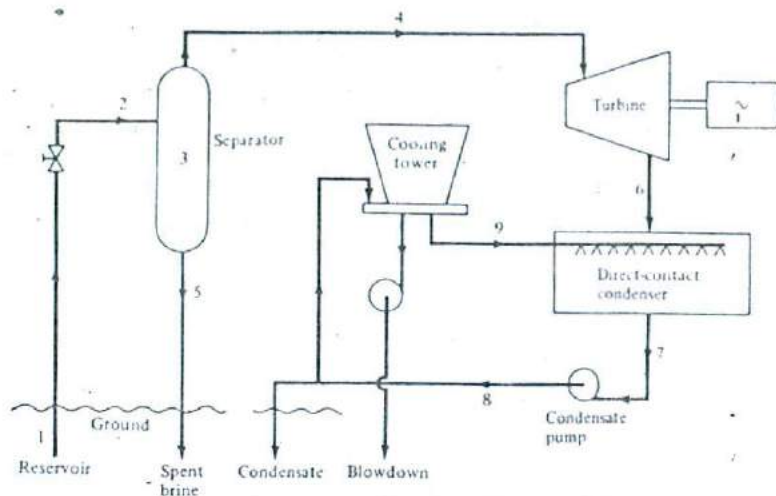 4
2
3
Separator
Cooling
tower
Turbine
6
9
Direct-contact
condenser
5
7
8
Condensate
pump
Ground
1
Reservoir
Spent
brine
Condensate
Blowdown